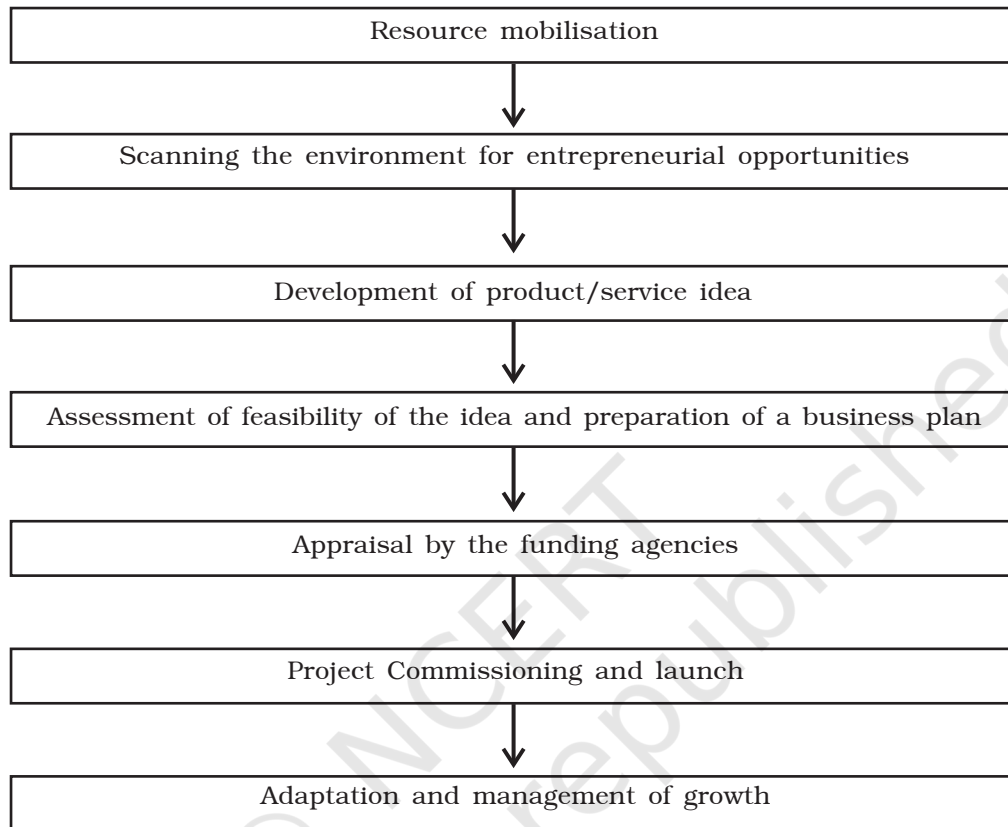 Resource mobilisation
Scanning the environment for entrepreneurial opportunities
Development of product/service idea
Assessment of feasibility of the idea and preparation of a business plan
Appraisal by the funding agencies
Project Commissioning and launch
Adaptation and management of growth
© NCERT
republished